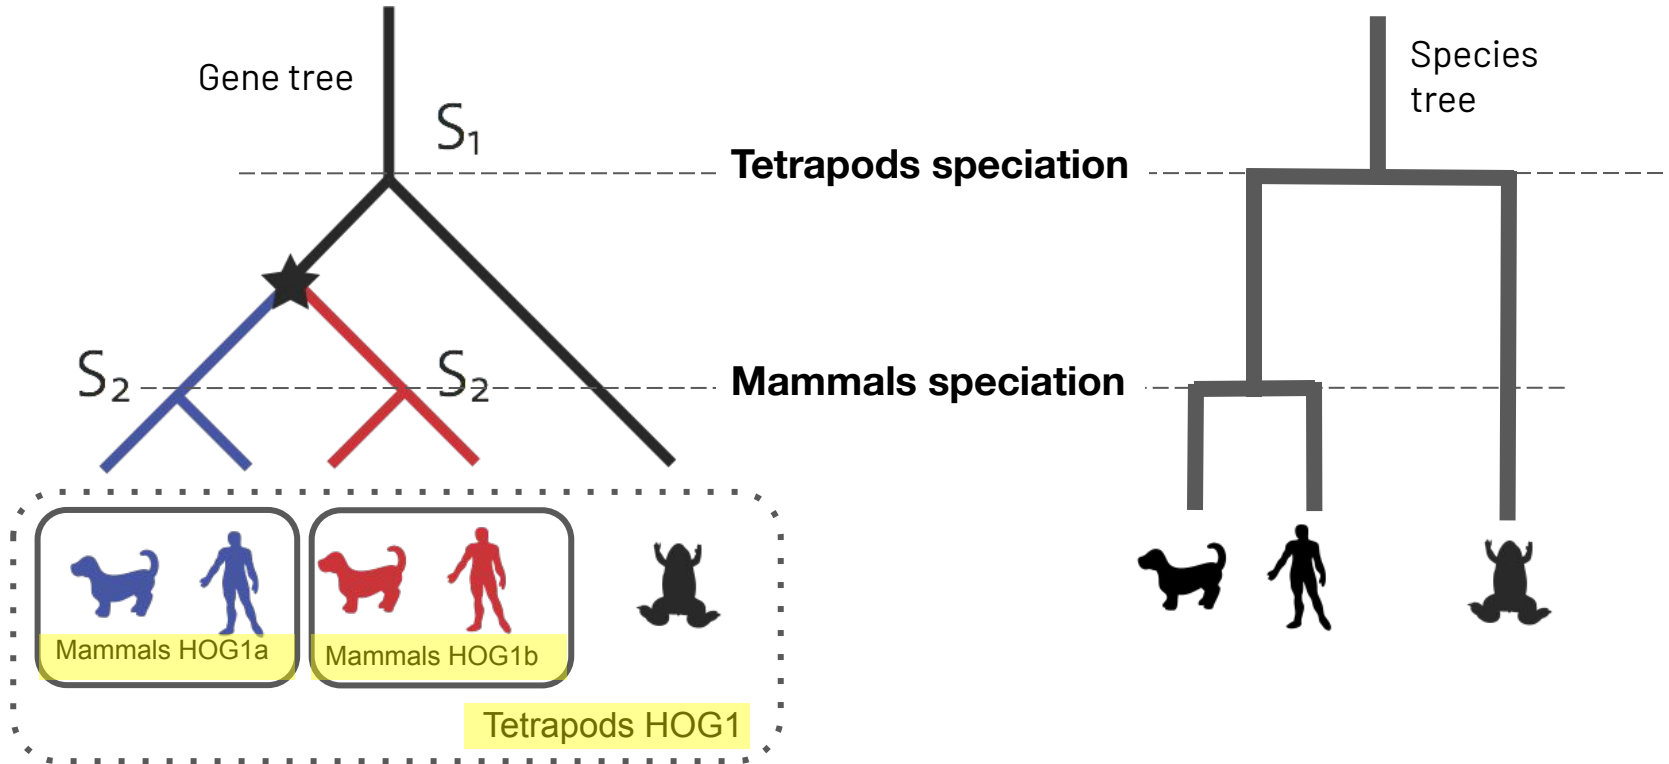 Gene tree
S₁
Species
tree
Tetrapods speciation
S₂
S₂
Mammals speciation
Mammals HOG1a
Mammals HOG1b
Tetrapods HOG1